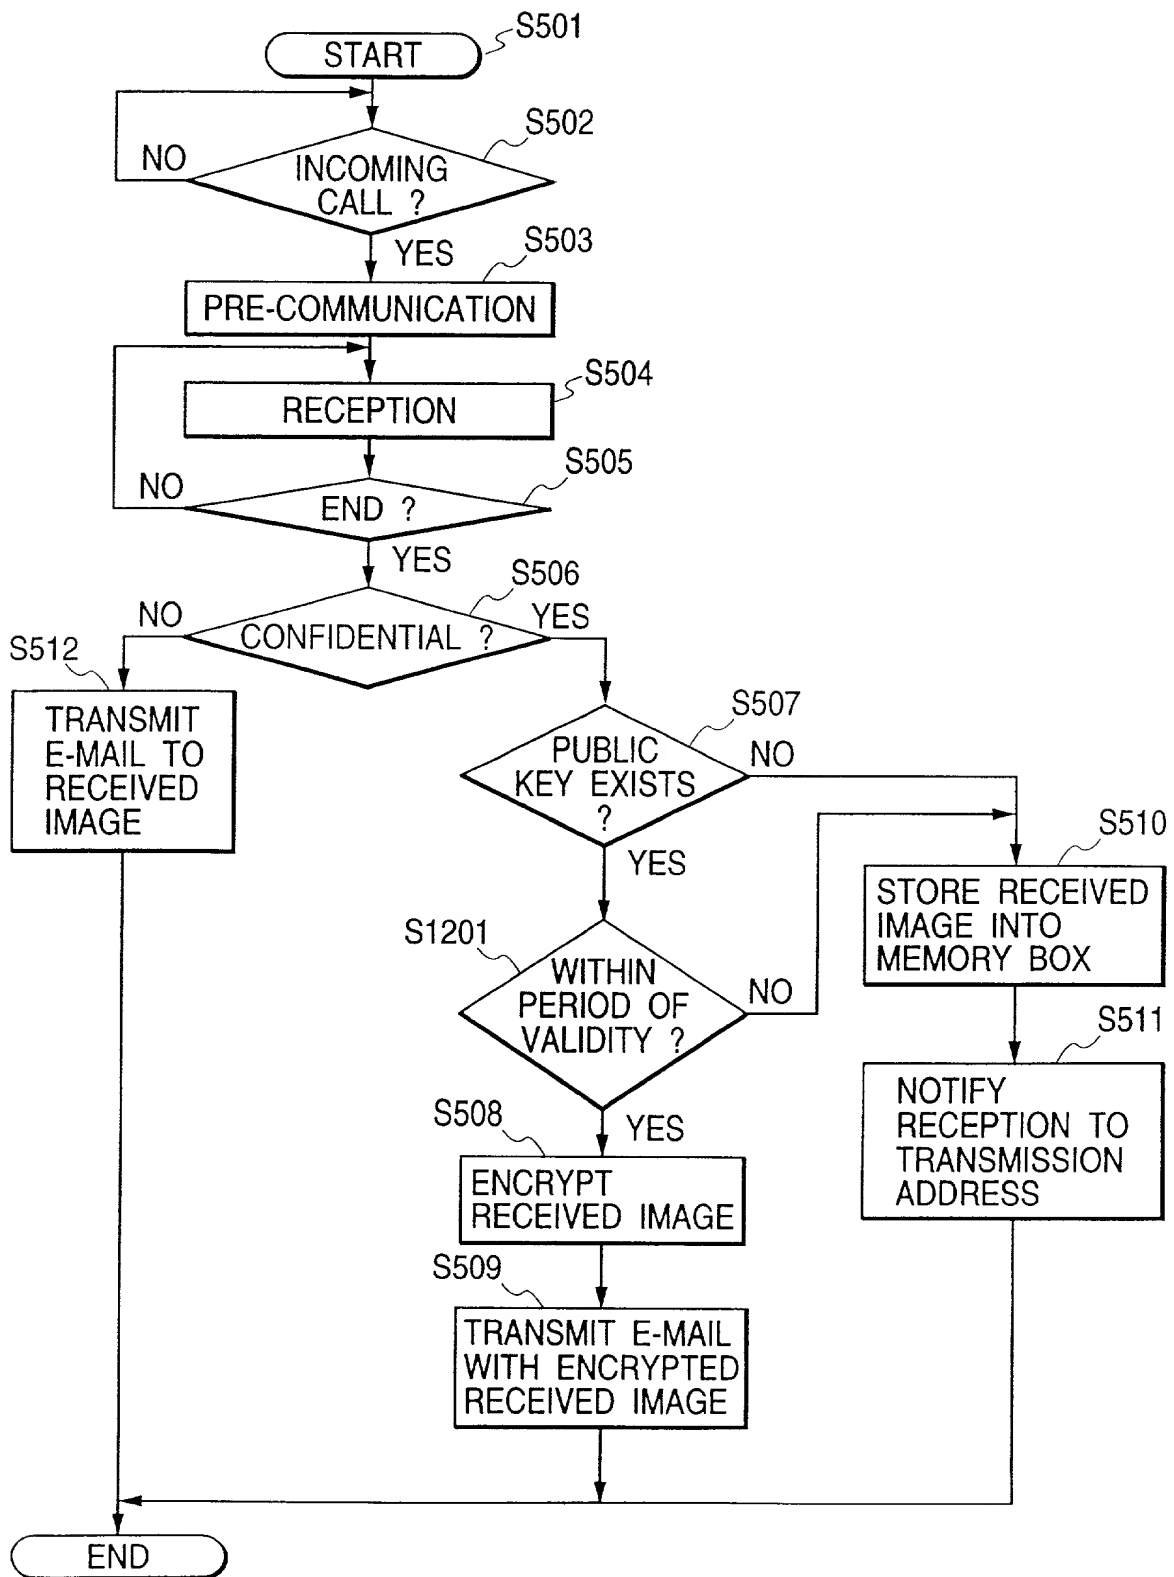 S501
START
S502
NO
INCOMING
CALL ?
YES
S503
PRE-COMMUNICATION
S504
RECEPTION
S505
NO
END ?
YES
S506
NO
YES
CONFIDENTIAL ?
S512
TRANSMIT
E-MAIL TO
RECEIVED
IMAGE
S507
PUBLIC
KEY EXISTS
?
NO
YES
S510
STORE RECEIVED
IMAGE INTO
MEMORY BOX
S1201
WITHIN
PERIOD OF
VALIDITY ?
NO
YES
S511
NOTIFY
RECEPTION TO
TRANSMISSION
ADDRESS
S508
ENCRYPT
RECEIVED IMAGE
S509
TRANSMIT E-MAIL
WITH ENCRYPTED
RECEIVED IMAGE
END